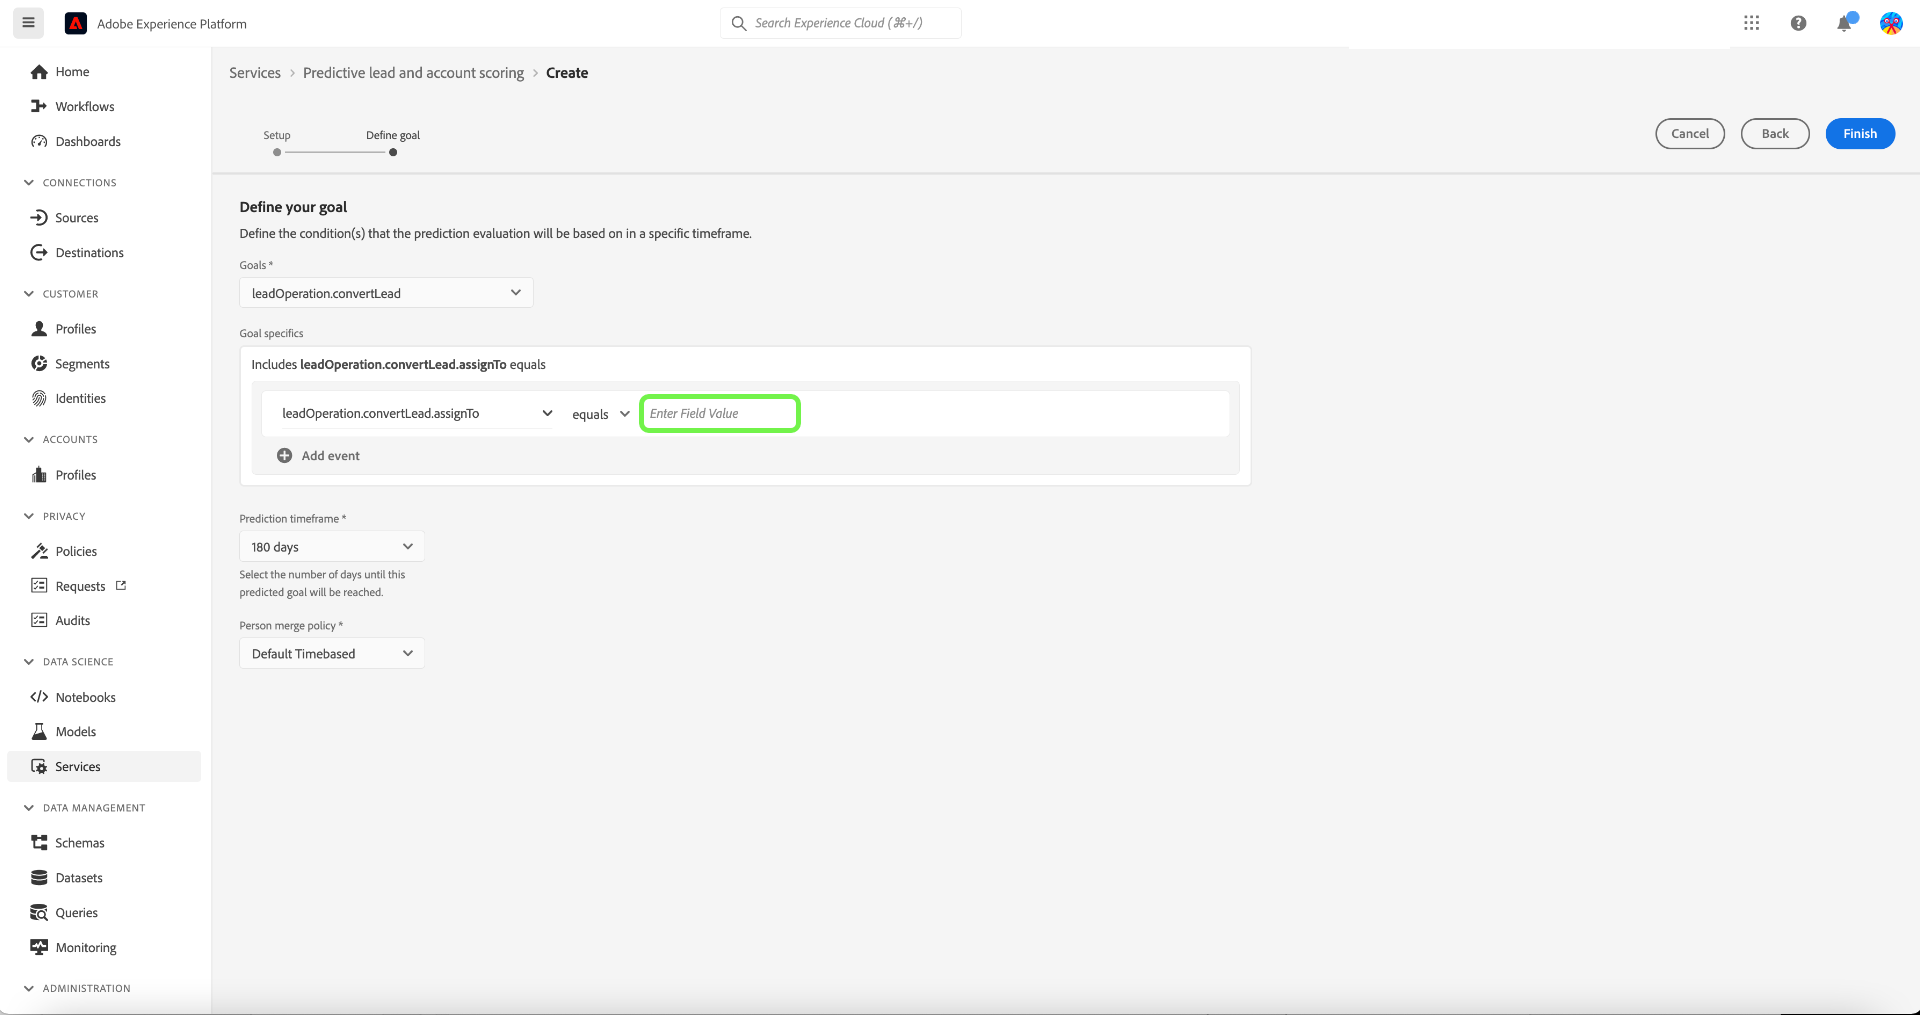 Adobe Experience Platform
Search Experience Cloud (⌘+/)
Home
Workflows
Dashboards
CONNECTIONS
Sources
Destinations
CUSTOMER
Profiles
Segments
Identities
ACCOUNTS
Profiles
PRIVACY
Policies
Requests
Audits
DATA SCIENCE
Notebooks
Models
Services
DATA MANAGEMENT
Schemas
Datasets
Queries
Monitoring
ADMINISTRATION
Services > Predictive lead and account scoring > Create
Setup Define goal
Cancel Back Finish
Define your goal
Define the condition(s) that the prediction evaluation will be based on in a specific timeframe.
Goals *
leadOperation.convertLead
Goal specifics
Includes leadOperation.convertLead.assignTo equals
leadOperation.convertLead.assignTo equals Enter Field Value
Add event
Prediction timeframe *
180 days
Select the number of days until this
predicted goal will be reached.
Person merge policy *
Default Timebased